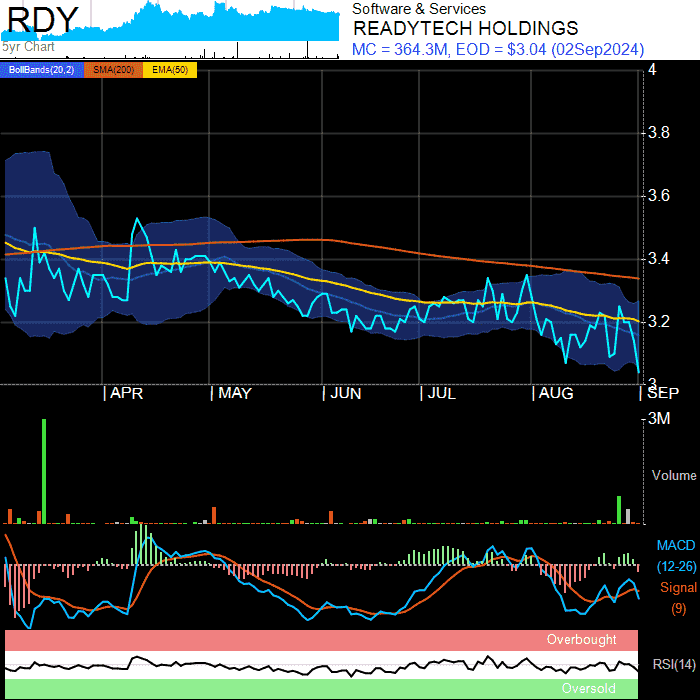 RDY
5yr Chart
Software & Services
READYTECH HOLDINGS
MC = 364.3M, EOD = $3.04 (02Sep2024)
BollBands(20,2) SMA(200) EMA(50)
4
3.8
3.6
3.4
3.2
3
APR MAY JUN JUL AUG SEP
3M
Volume
MACD
(12-26)
Signal
(9)
Overbought
RSI(14)
Oversold